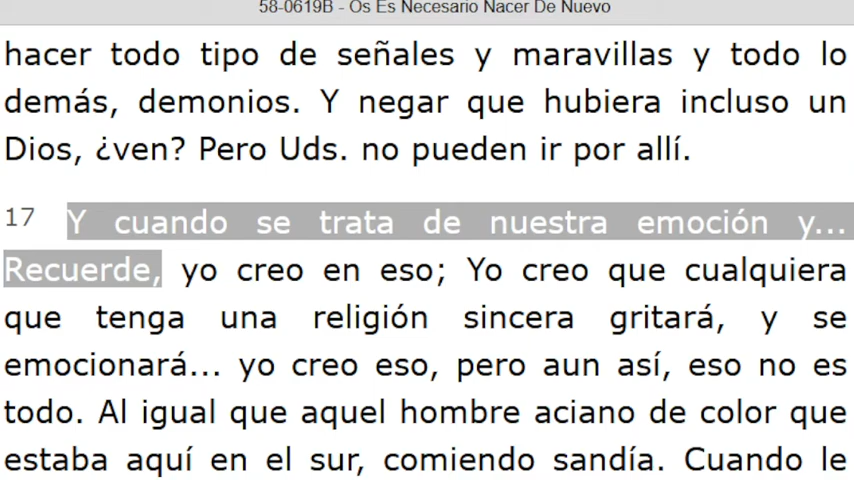 58-0619B - Os Es Necesario Nacer De Nuevo
hacer todo tipo de señales y maravillas y todo lo
demás, demonios. Y negar que hubiera incluso un
Dios, ¿ven? Pero Uds. no pueden ir por allí.
17 Y cuando se trata de nuestra emoción y...
Recuerde, yo creo en eso; Yo creo que cualquiera
que tenga una religión sincera gritará, y se
emocionará... yo creo eso, pero aun así, eso no es
todo. Al igual que aquel hombre aciano de color que
estaba aquí en el sur, comiendo sandía. Cuando le